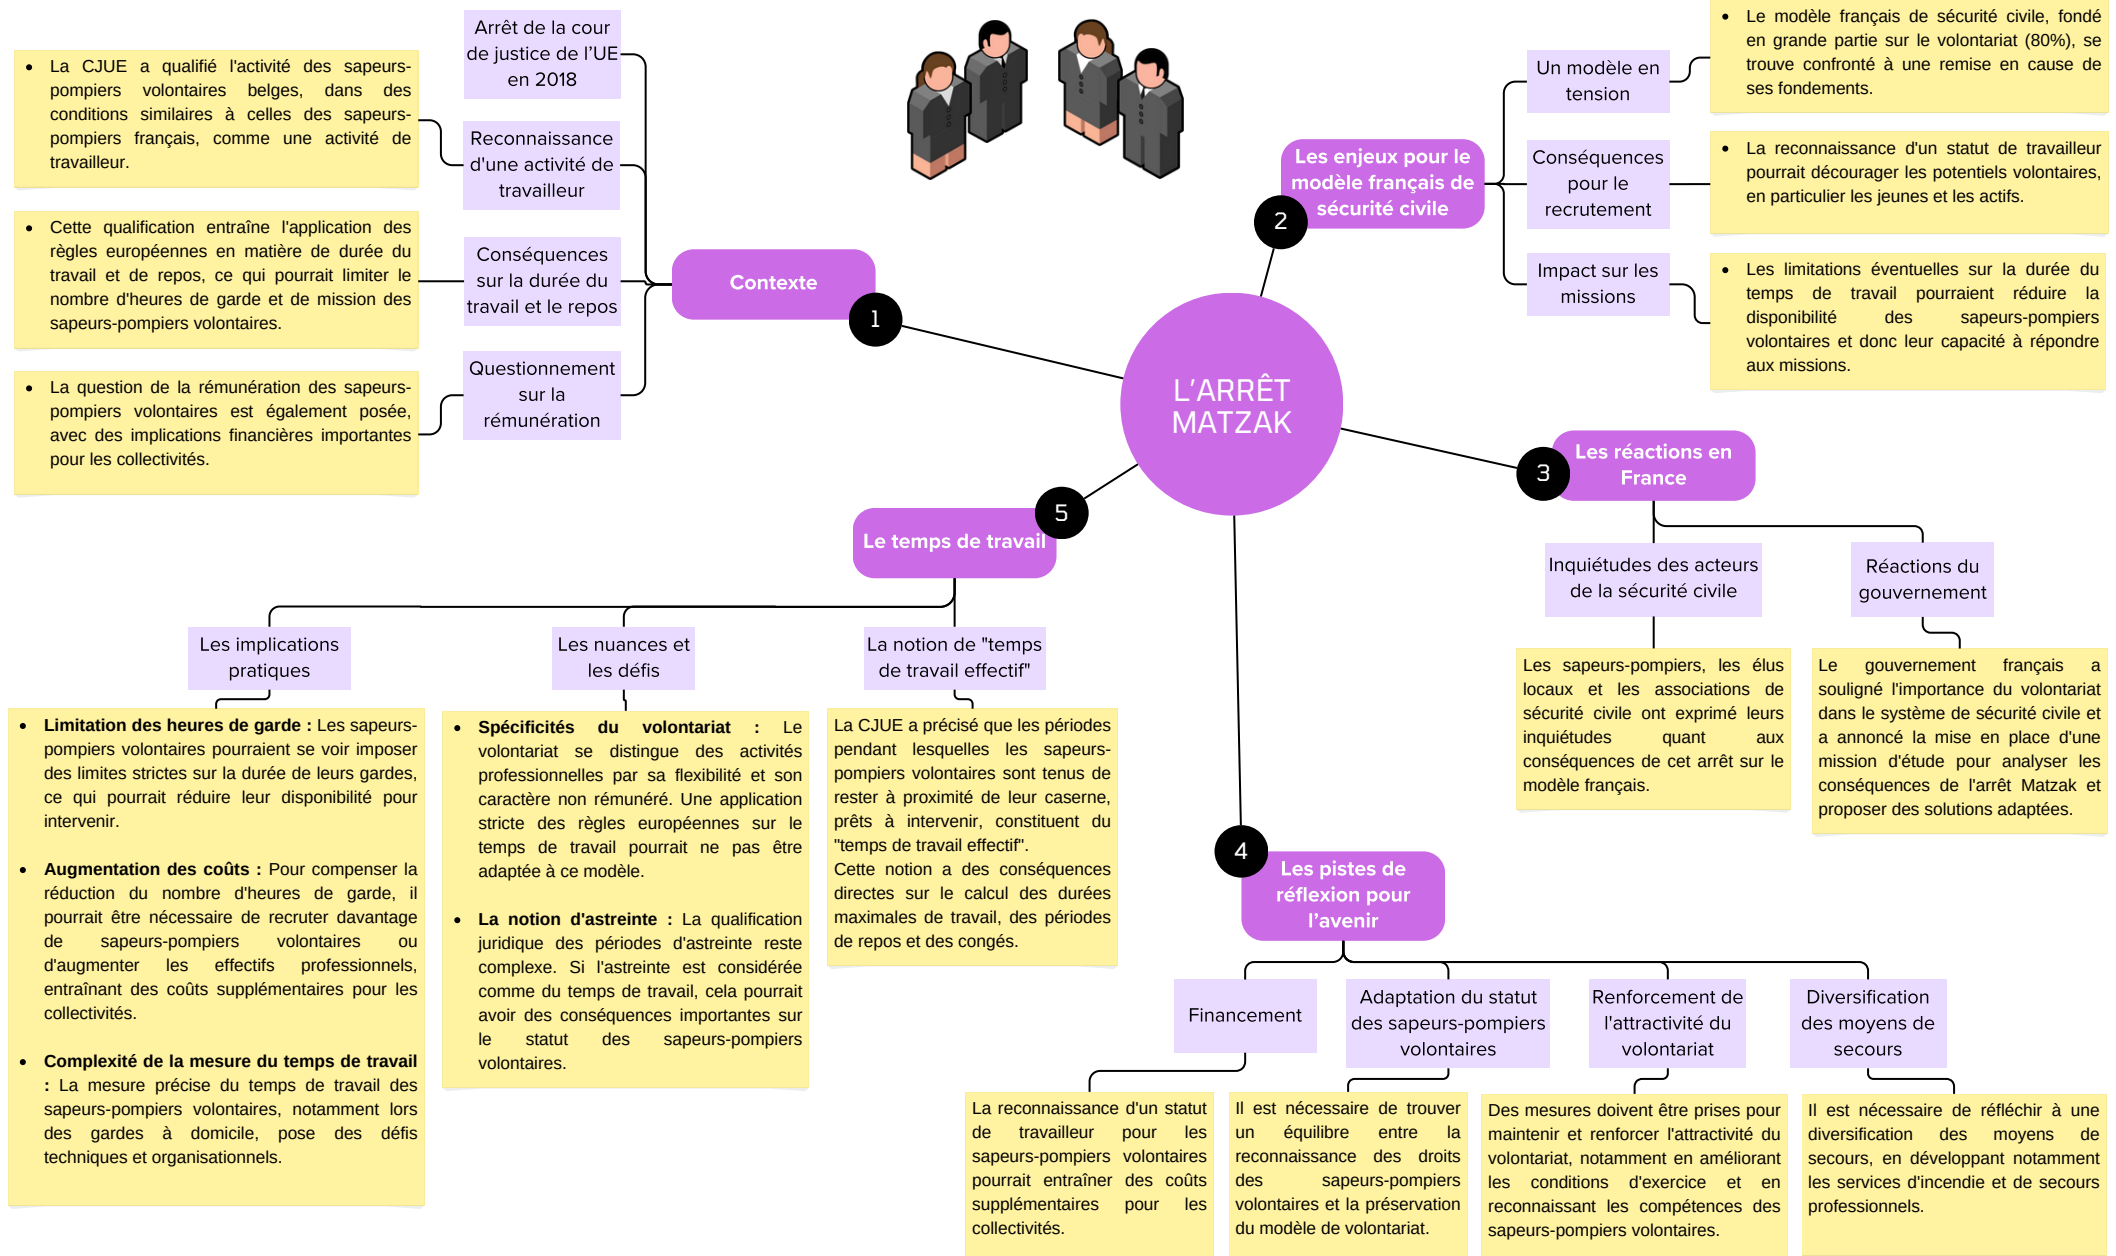 L'ARRÊT
MATZAK
1
Contexte
Arrêt de la cour
de justice de l'UE
en 2018
Reconnaissance
d'une activité de
travailleur
• La CJUE a qualifié l'activité des sapeurs-
pompiers volontaires belges, dans des
conditions similaires à celles des sapeurs-
pompiers français, comme une activité de
travailleur.
Conséquences
sur la durée du
travail et le repos
• Cette qualification entraîne l'application des
règles européennes en matière de durée du
travail et de repos, ce qui pourrait limiter le
nombre d'heures de garde et de mission des
sapeurs-pompiers volontaires.
Questionnement
sur la
rémunération
• La question de la rémunération des sapeurs-
pompiers volontaires est également posée,
avec des implications financières importantes
pour les collectivités.
2
Les enjeux pour le
modèle français de
sécurité civile
Un modèle en
tension
• Le modèle français de sécurité civile, fondé
en grande partie sur le volontariat (80%), se
trouve confronté à une remise en cause de
ses fondements.
Conséquences
pour le
recrutement
• La reconnaissance d'un statut de travailleur
pourrait décourager les potentiels volontaires,
en particulier les jeunes et les actifs.
Impact sur les
missions
• Les limitations éventuelles sur la durée du
temps de travail pourraient réduire la
disponibilité des sapeurs-pompiers
volontaires et donc leur capacité à répondre
aux missions.
3
Les réactions en
France
Inquiétudes des acteurs
de la sécurité civile
Les sapeurs-pompiers, les élus
locaux et les associations de
sécurité civile ont exprimé leurs
inquiétudes quant aux
conséquences de cet arrêt sur le
modèle français.
Réactions du
gouvernement
Le gouvernement français a
souligné l'importance du volontariat
dans le système de sécurité civile et
a annoncé la mise en place d'une
mission d'étude pour analyser les
conséquences de l'arrêt Matzak et
proposer des solutions adaptées.
4
Les pistes de
réflexion pour
l'avenir
Financement
La reconnaissance d'un statut
de travailleur pour les
sapeurs-pompiers volontaires
pourrait entraîner des coûts
supplémentaires pour les
collectivités.
Adaptation du statut
des sapeurs-pompiers
volontaires
Il est nécessaire de trouver
un équilibre entre la
reconnaissance des droits
des sapeurs-pompiers
volontaires et la préservation
du modèle de volontariat.
Renforcement de
l'attractivité du
volontariat
Des mesures doivent être prises pour
maintenir et renforcer l'attractivité du
volontariat, notamment en améliorant
les conditions d'exercice et en
reconnaissant les compétences des
sapeurs-pompiers volontaires.
Diversification
des moyens de
secours
Il est nécessaire de réfléchir à une
diversification des moyens de
secours, en développant notamment
les services d'incendie et de secours
professionnels.
5
Le temps de travail
Les implications
pratiques
• Limitation des heures de garde : Les sapeurs-
pompiers volontaires pourraient se voir imposer
des limites strictes sur la durée de leurs gardes,
ce qui pourrait réduire leur disponibilité pour
intervenir.
• Augmentation des coûts : Pour compenser la
réduction du nombre d'heures de garde, il
pourrait être nécessaire de recruter davantage
de sapeurs-pompiers volontaires ou
d'augmenter les effectifs professionnels,
entraînant des coûts supplémentaires pour les
collectivités.
• Complexité de la mesure du temps de travail
: La mesure précise du temps de travail des
sapeurs-pompiers volontaires, notamment lors
des gardes à domicile, pose des défis
techniques et organisationnels.
Les nuances et
les défis
• Spécificités du volontariat : Le
volontariat se distingue des activités
professionnelles par sa flexibilité et son
caractère non rémunéré. Une application
stricte des règles européennes sur le
temps de travail pourrait ne pas être
adaptée à ce modèle.
• La notion d'astreinte : La qualification
juridique des périodes d'astreinte reste
complexe. Si l'astreinte est considérée
comme du temps de travail, cela pourrait
avoir des conséquences importantes sur
le statut des sapeurs-pompiers
volontaires.
La notion de "temps
de travail effectif"
La CJUE a précisé que les périodes
pendant lesquelles les sapeurs-
pompiers volontaires sont tenus de
rester à proximité de leur caserne,
prêts à intervenir, constituent du
"temps de travail effectif".
Cette notion a des conséquences
directes sur le calcul des durées
maximales de travail, des périodes
de repos et des congés.